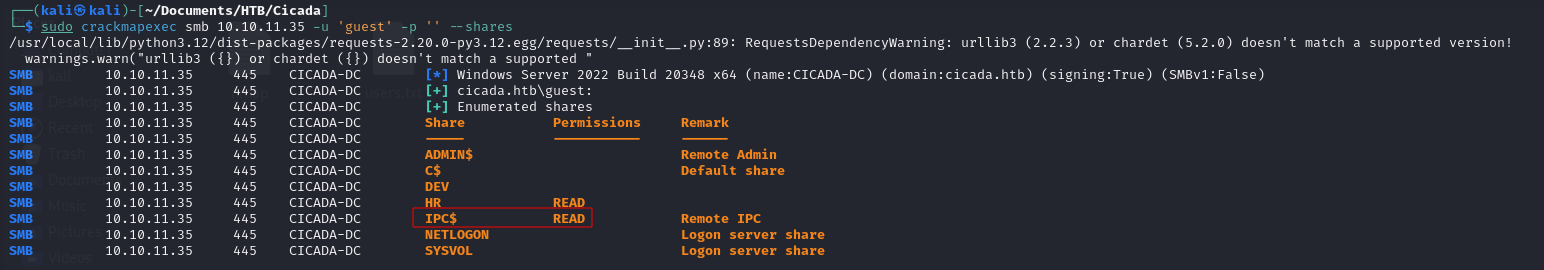 ┌──(kali㉿kali)-[~/Documents/HTB/Cicada]
└─$ sudo crackmapexec smb 10.10.11.35 -u 'guest' -p '' --shares
/usr/local/lib/python3.12/dist-packages/requests-2.20.0-py3.12.egg/requests/__init__.py:89: RequestsDependencyWarning: urllib3 (2.2.3) or chardet (5.2.0) doesn't match a supported version!
  warnings.warn("urllib3 ({}) or chardet ({}) doesn't match a supported "
SMB 10.10.11.35 445 CICADA-DC [*] Windows Server 2022 Build 20348 x64 (name:CICADA-DC) (domain:cicada.htb) (signing:True) (SMBv1:False)
SMB 10.10.11.35 445 CICADA-DC [+] cicada.htb\guest:
SMB 10.10.11.35 445 CICADA-DC [+] Enumerated shares
SMB 10.10.11.35 445 CICADA-DC Share Permissions Remark
SMB 10.10.11.35 445 CICADA-DC ----- ----------- ------
SMB 10.10.11.35 445 CICADA-DC ADMIN$ Remote Admin
SMB 10.10.11.35 445 CICADA-DC C$ Default share
SMB 10.10.11.35 445 CICADA-DC DEV
SMB 10.10.11.35 445 CICADA-DC HR READ
SMB 10.10.11.35 445 CICADA-DC IPC$ READ Remote IPC
SMB 10.10.11.35 445 CICADA-DC NETLOGON Logon server share
SMB 10.10.11.35 445 CICADA-DC SYSVOL Logon server share